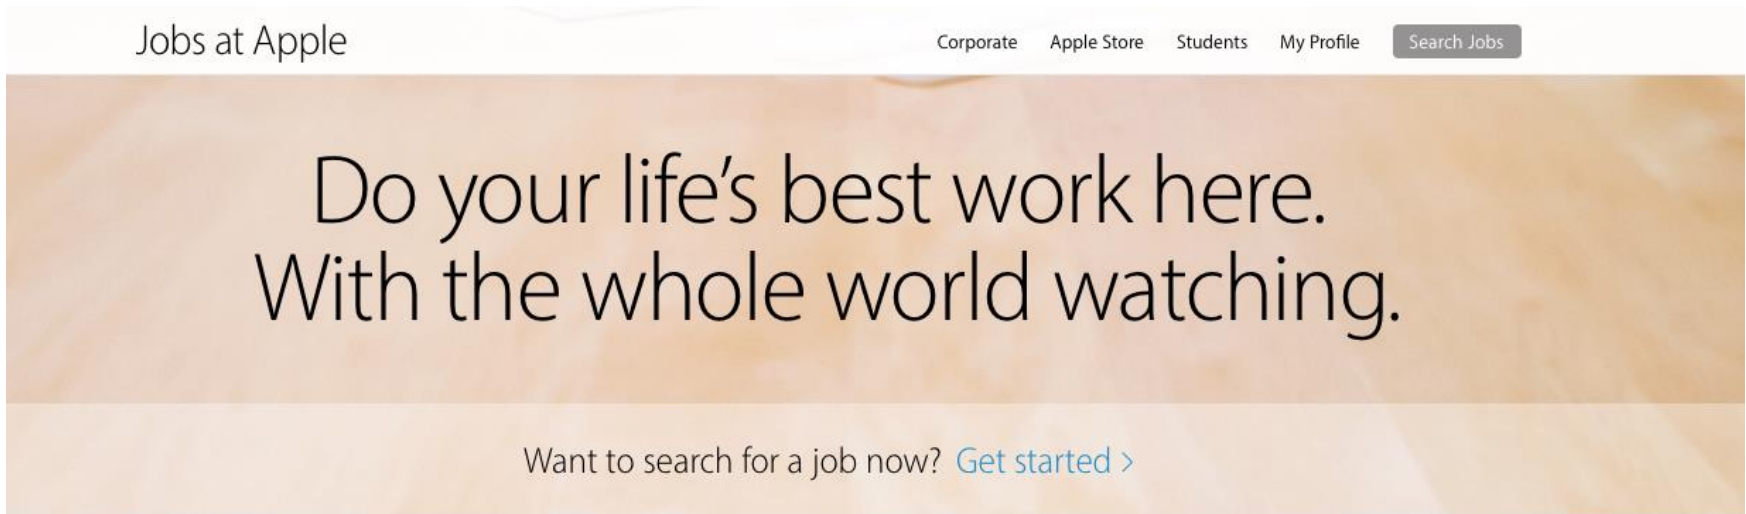 Jobs at Apple
Corporate Apple Store Students My Profile Search Jobs
Do your life’s best work here.
With the whole world watching.
Want to search for a job now? Get started >